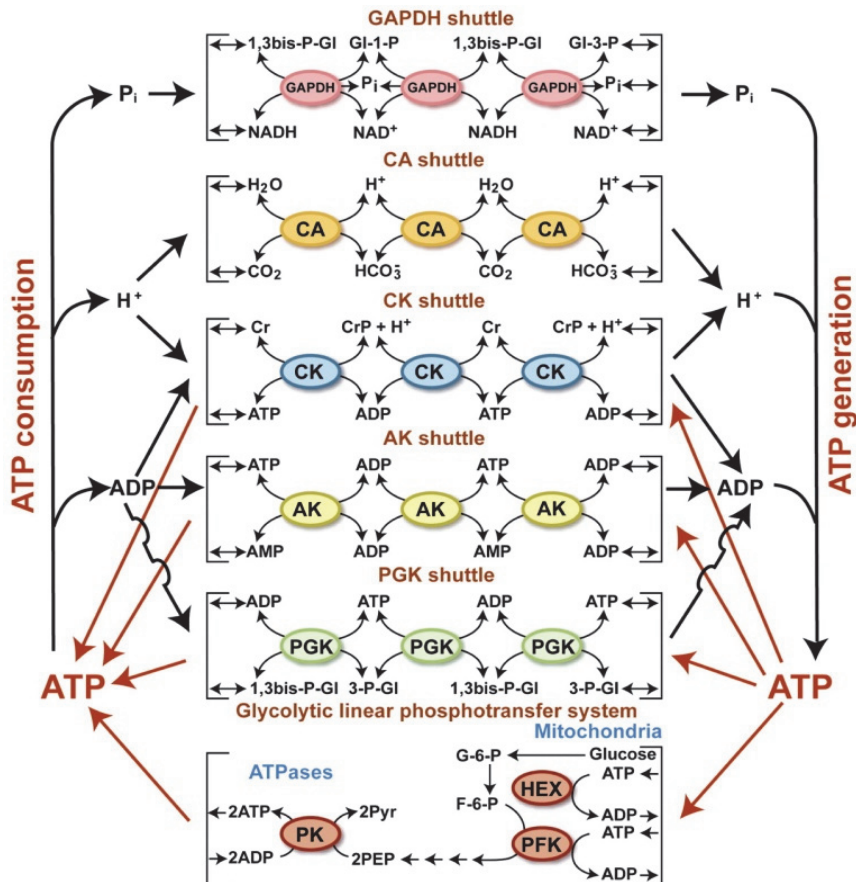 GAPDH shuttle
1,3bis-P-Gl Gl-1-P 1,3bis-P-Gl Gl-3-P
Pi GAPDH Pi GAPDH GAPDH Pi Pi
NADH NAD⁺ NADH NAD⁺
CA shuttle
H₂O H⁺ H₂O H⁺
CA CA CA
CO₂ HCO₃⁻ CO₂ HCO₃⁻
H⁺ H⁺
CK shuttle
Cr CrP + H⁺ Cr CrP + H⁺
CK CK CK
ATP ADP ATP ADP
ATP consumption
ATP generation
AK shuttle
ATP ADP ATP ADP
ADP ADP
AK AK AK
AMP ADP AMP ADP
PGK shuttle
ADP ATP ADP ATP
PGK PGK PGK
ATP ATP
1,3bis-P-Gl 3-P-Gl 1,3bis-P-Gl 3-P-Gl
Glycolytic linear phosphotransfer system
Mitochondria
G-6-P Glucose
ATPases ATP
HEX
F-6-P ADP
2ATP 2Pyr ATP
PK PFK
2ADP 2PEP ADP